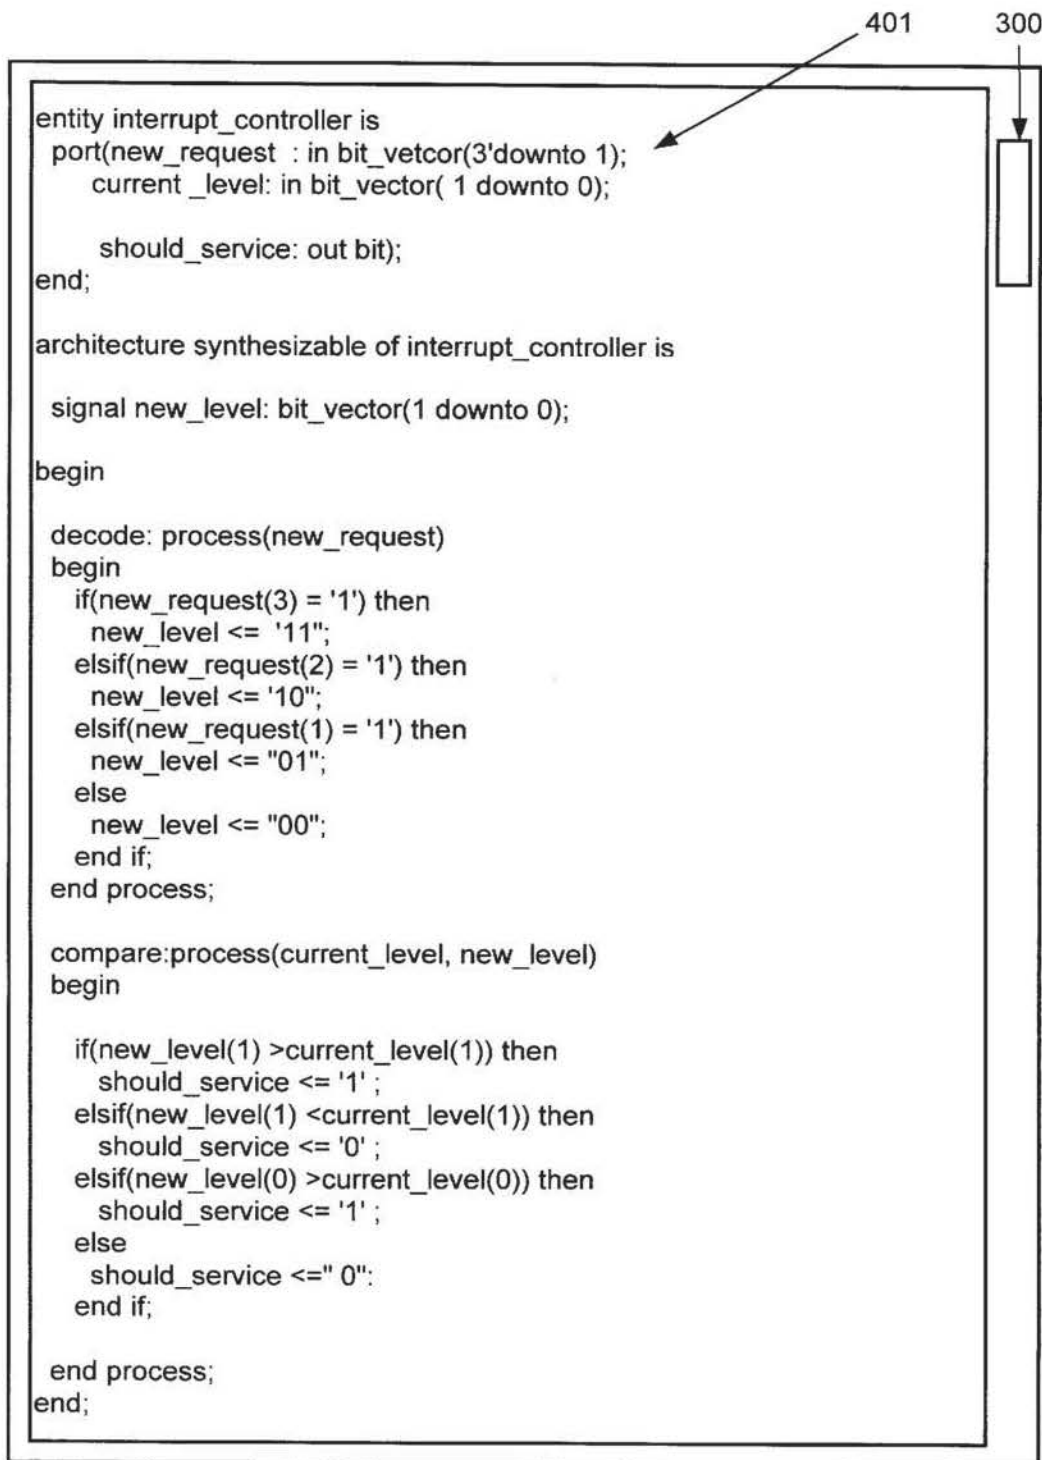 401 300
entity interrupt_controller is
port(new_request : in bit_vetcor(3'downto 1);
current _level: in bit_vector( 1 downto 0);
should_service: out bit);
end;
architecture synthesizable of interrupt_controller is
signal new_level: bit_vector(1 downto 0);
begin
decode: process(new_request)
begin
if(new_request(3) = '1') then
new_level <= '11";
elsif(new_request(2) = '1') then
new_level <= '10";
elsif(new_request(1) = '1') then
new_level <= "01";
else
new_level <= "00";
end if;
end process;
compare:process(current_level, new_level)
begin
if(new_level(1) >current_level(1)) then
should_service <= '1' ;
elsif(new_level(1) <current_level(1)) then
should_service <= '0' ;
elsif(new_level(0) >current_level(0)) then
should_service <= '1' ;
else
should_service <=" 0":
end if;
end process;
end;